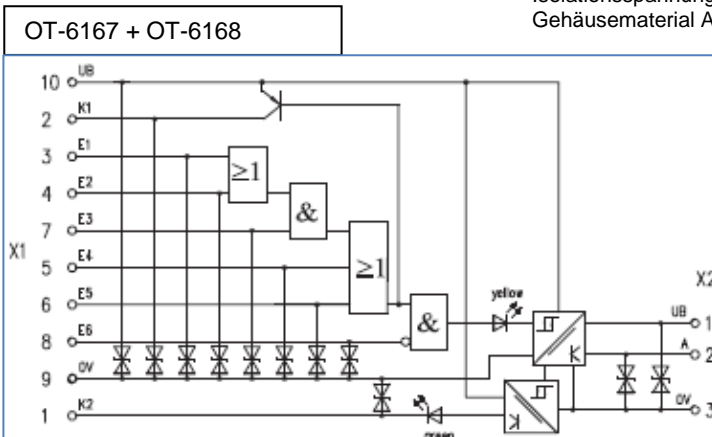 Isolationsspannung
Gehäusematerial A
OT-6167 + OT-6168
10 UB
2 K1
3 E1
≥1
4 E2
&
7 E3
X1
5 E4
≥1
X2
6 E5
yellow
&
UB 1
8 E6
A 2
9 0V
0V 3
1 K2
green